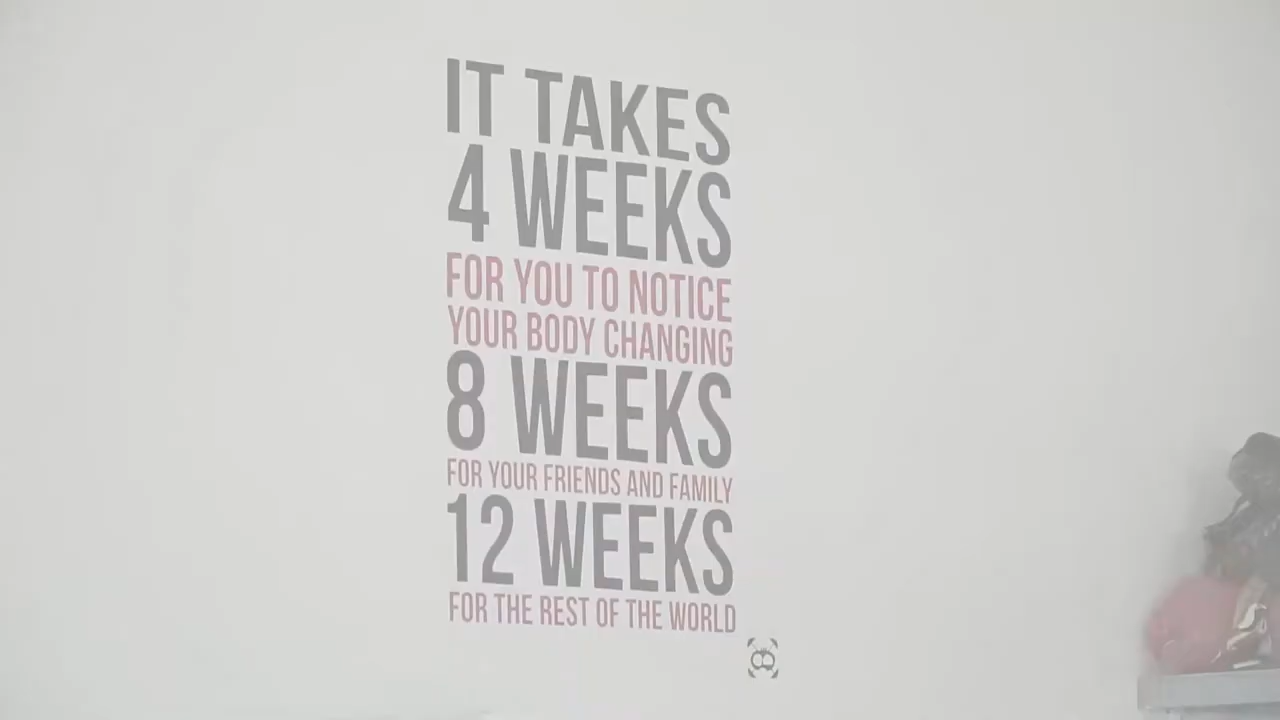 IT TAKES
4 WEEKS
FOR YOU TO NOTICE
YOUR BODY CHANGING
8 WEEKS
FOR YOUR FRIENDS AND FAMILY
12 WEEKS
FOR THE REST OF THE WORLD